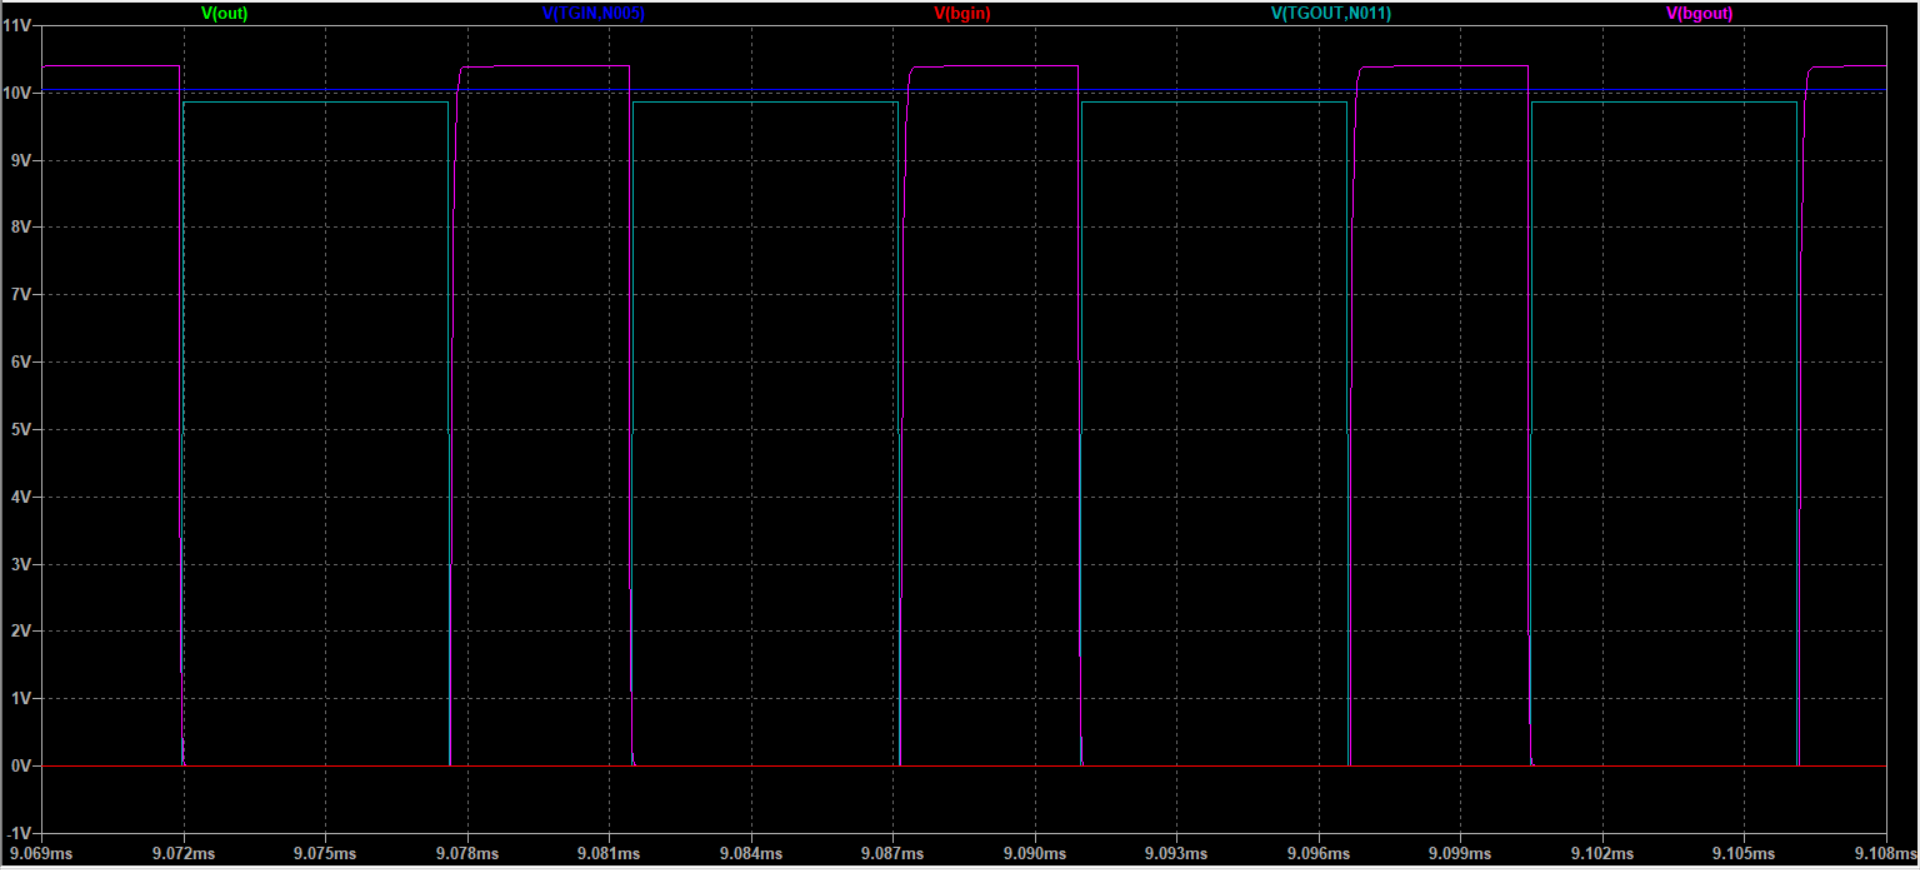 V(out) V(TGIN,N005) V(bgin) V(TGOUT,N011) V(bgout)
11V
10V
9V
8V
7V
6V
5V
4V
3V
2V
1V
0V
-1V
9.069ms 9.072ms 9.075ms 9.078ms 9.081ms 9.084ms 9.087ms 9.090ms 9.093ms 9.096ms 9.099ms 9.102ms 9.105ms 9.108ms